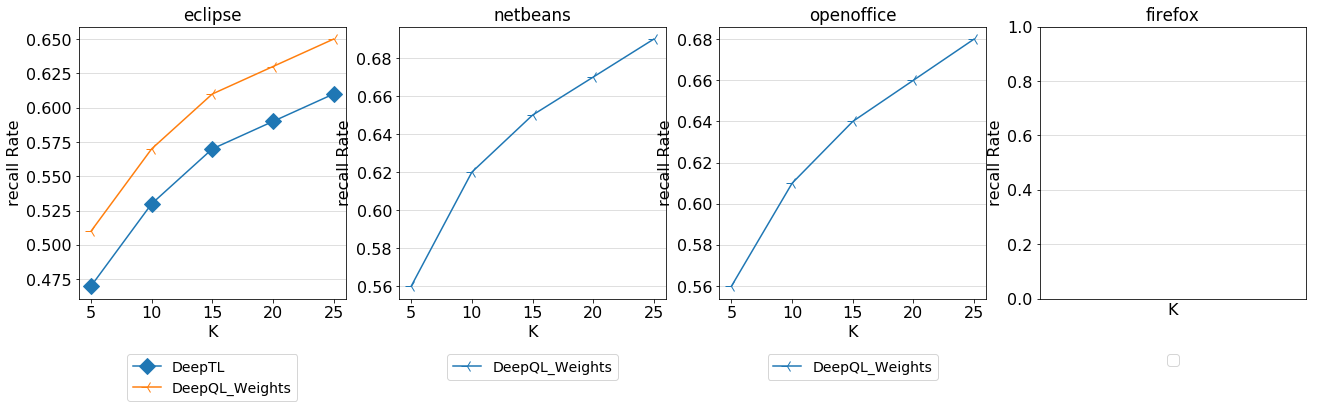 eclipse
0.650
0.625
0.600
0.575
0.550
0.525
0.500
0.475
recall Rate
5 10 15 20 25
K
DeepTL
DeepQL_Weights
netbeans
0.68
0.66
0.64
0.62
0.60
0.58
0.56
recall Rate
5 10 15 20 25
K
DeepQL_Weights
openoffice
0.68
0.66
0.64
0.62
0.60
0.58
0.56
recall Rate
5 10 15 20 25
K
DeepQL_Weights
firefox
1.0
0.8
0.6
0.4
0.2
0.0
recall Rate
K